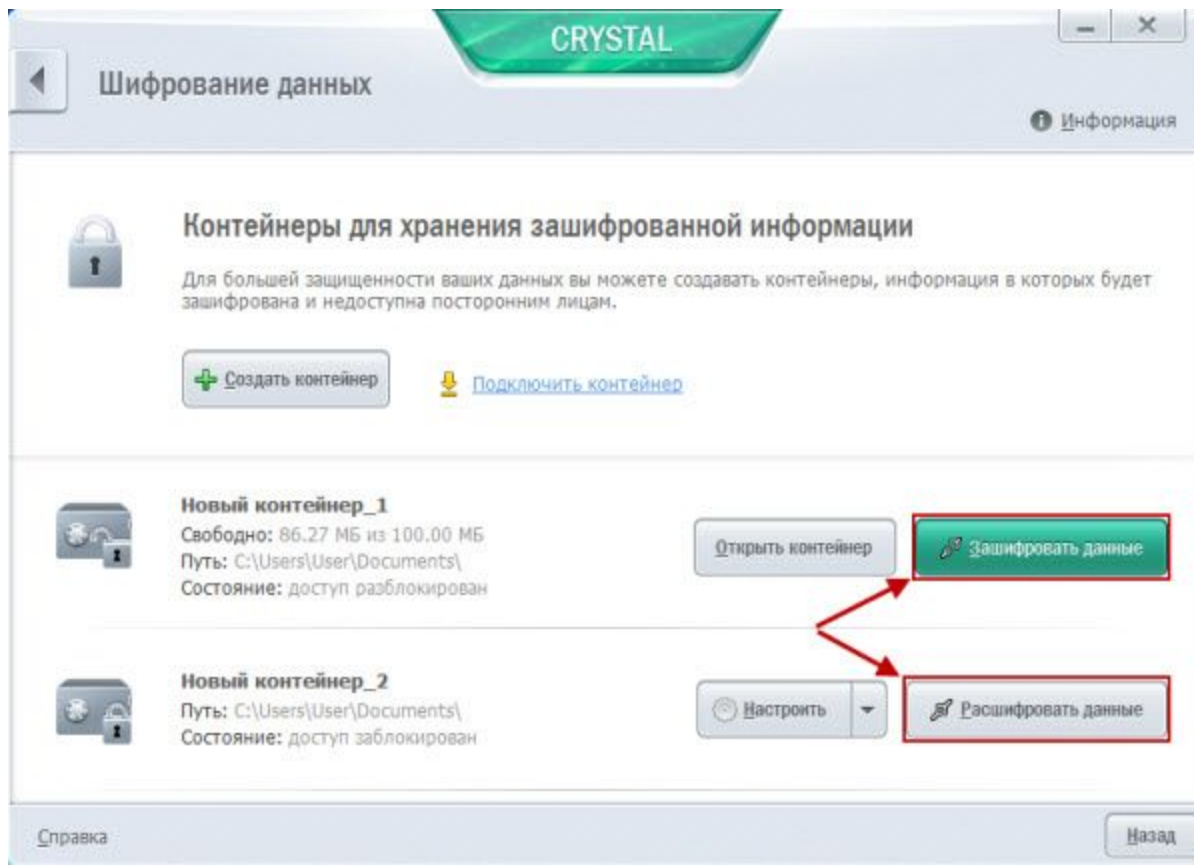 CRYSTAL
Шифрование данных
Информация
Контейнеры для хранения зашифрованной информации
Для большей защищенности ваших данных вы можете создавать контейнеры, информация в которых будет
зашифрована и недоступна посторонним лицам.
Создать контейнер
Подключить контейнер
Новый контейнер_1
Свободно: 86.27 МБ из 100.00 МБ
Путь: C:\Users\User\Documents\
Состояние: доступ разблокирован
Открыть контейнер
Зашифровать данные
Новый контейнер_2
Путь: C:\Users\User\Documents\
Состояние: доступ заблокирован
Настроить
Расшифровать данные
Справка
Назад